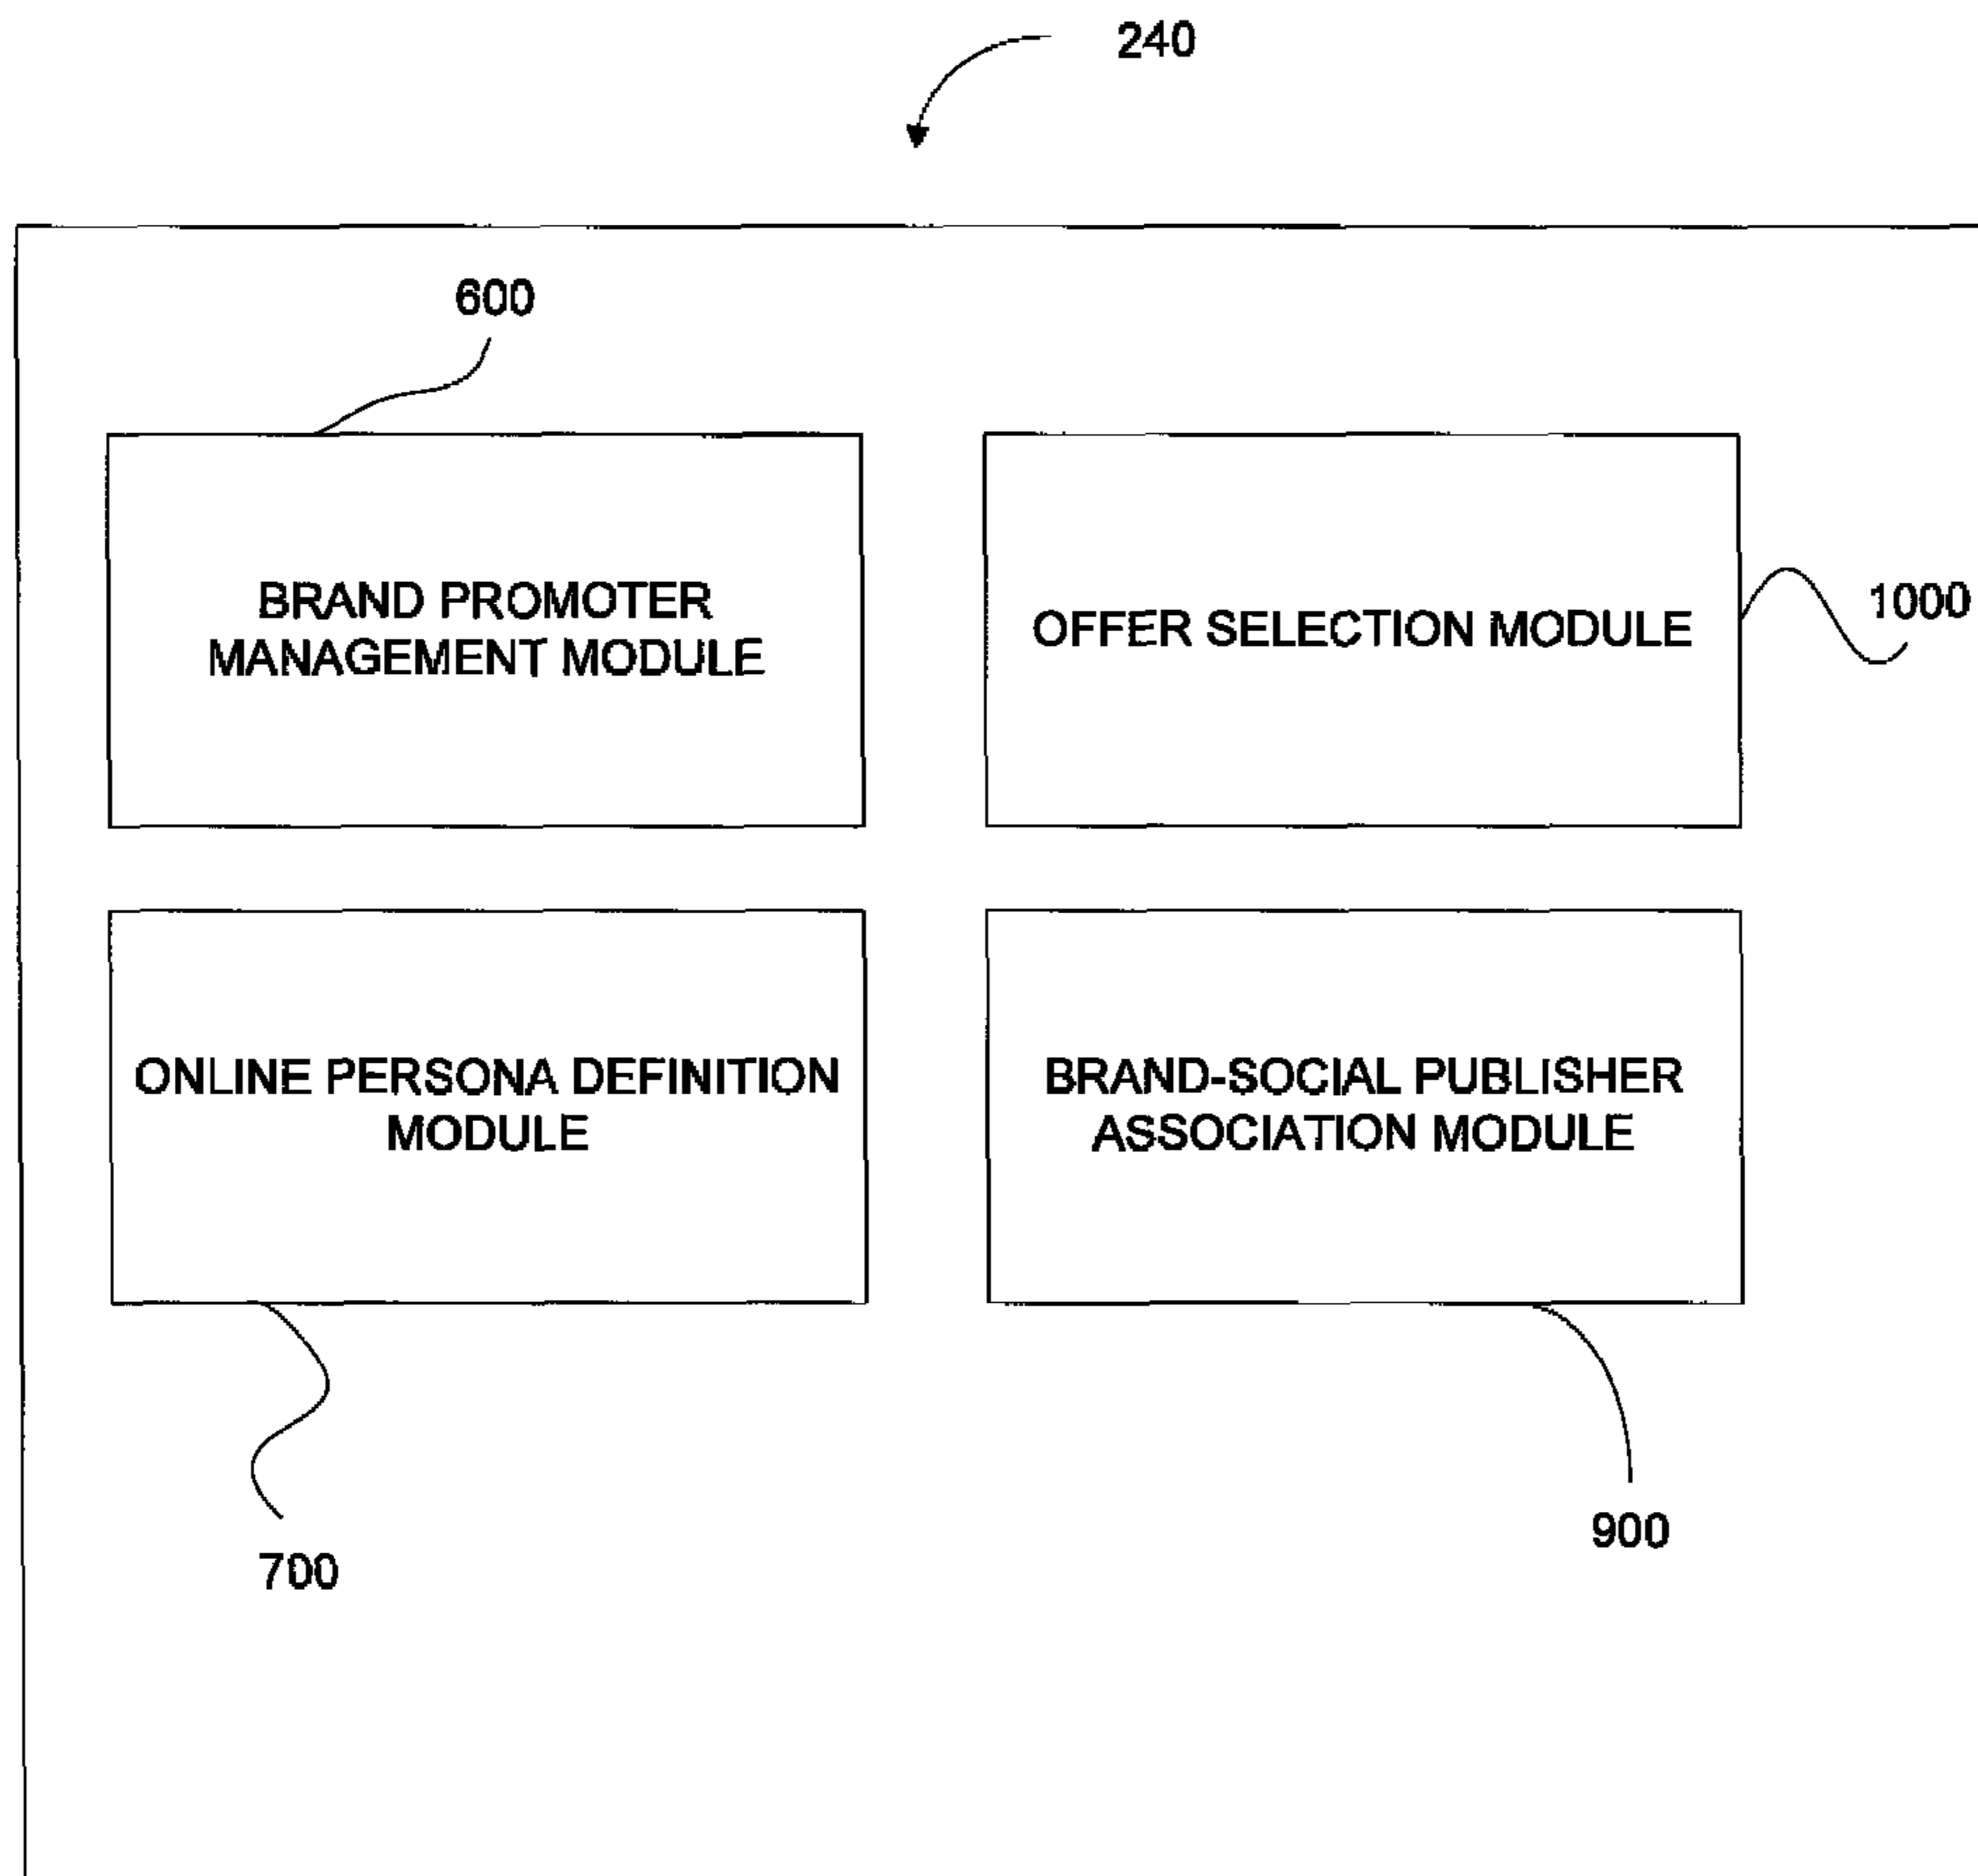 240
600
BRAND PROMOTER
MANAGEMENT MODULE
OFFER SELECTION MODULE
1000
ONLINE PERSONA DEFINITION
MODULE
BRAND-SOCIAL PUBLISHER
ASSOCIATION MODULE
700
900